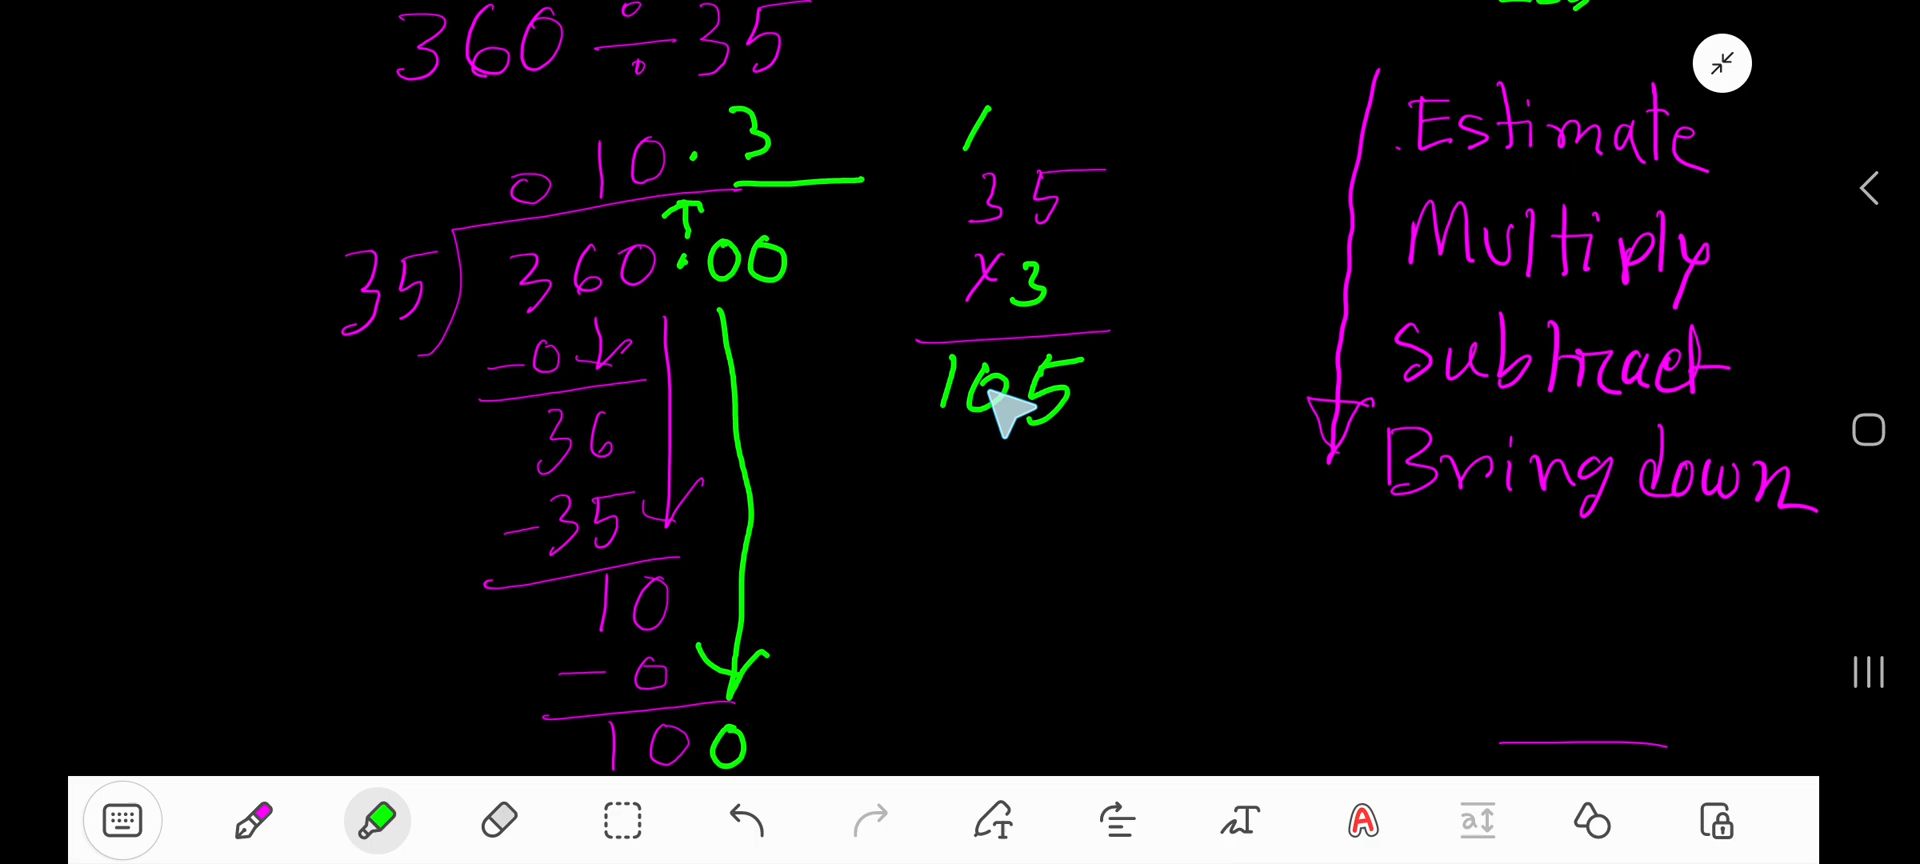 360 ÷ 35
010.3
35 360.00
-0
36
-35
10
-0
100
1
35
x3
105
Estimate
Multiply
Subtract
Bring down